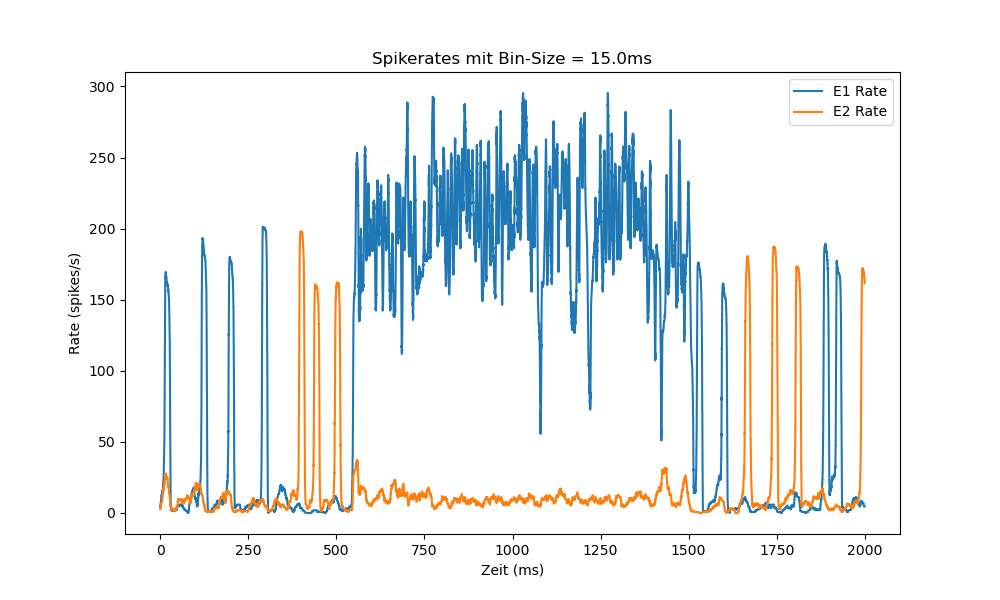 Spikerates mit Bin-Size = 15.0ms
E1 Rate
E2 Rate
Rate (spikes/s)
300
250
200
150
100
50
0
0 250 500 750 1000 1250 1500 1750 2000
Zeit (ms)